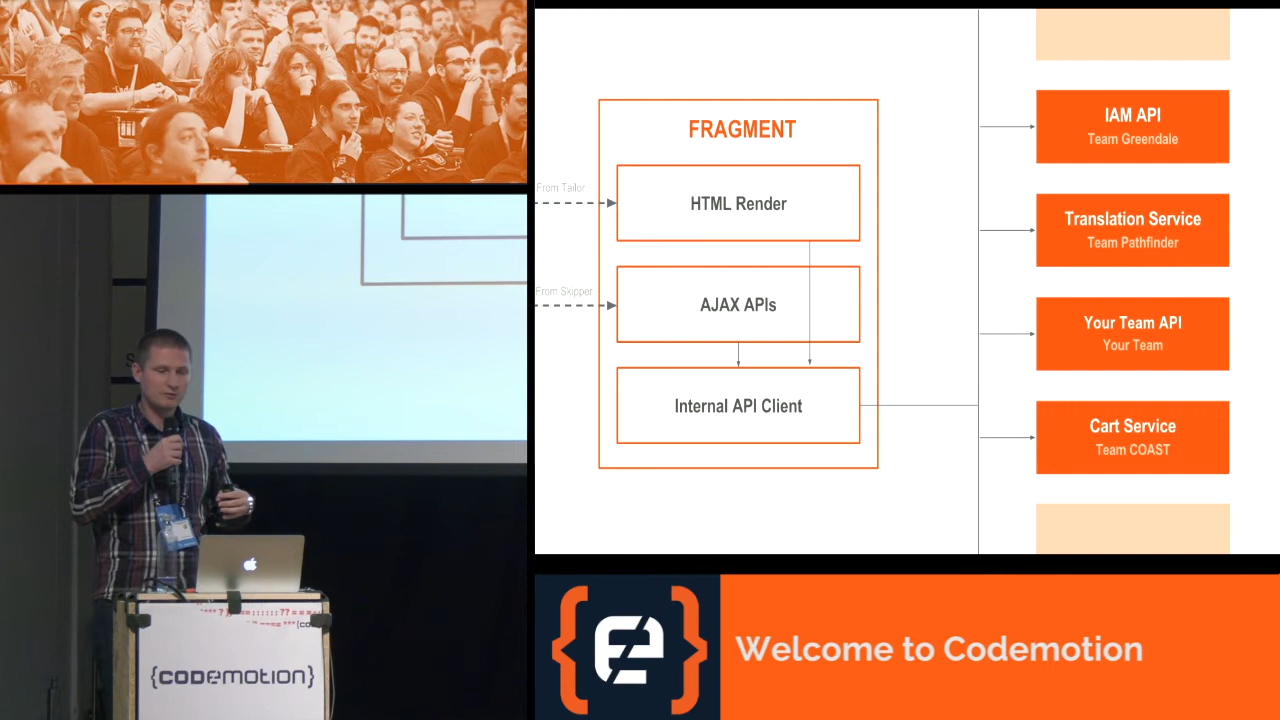 FRAGMENT
From Tailor
HTML Render
From Skipper
AJAX APIs
Internal API Client
IAM API
Team Greendale
Translation Service
Team Pathfinder
Your Team API
Your Team
Cart Service
Team COAST
{CODEmotion}
Welcome to Codemotion